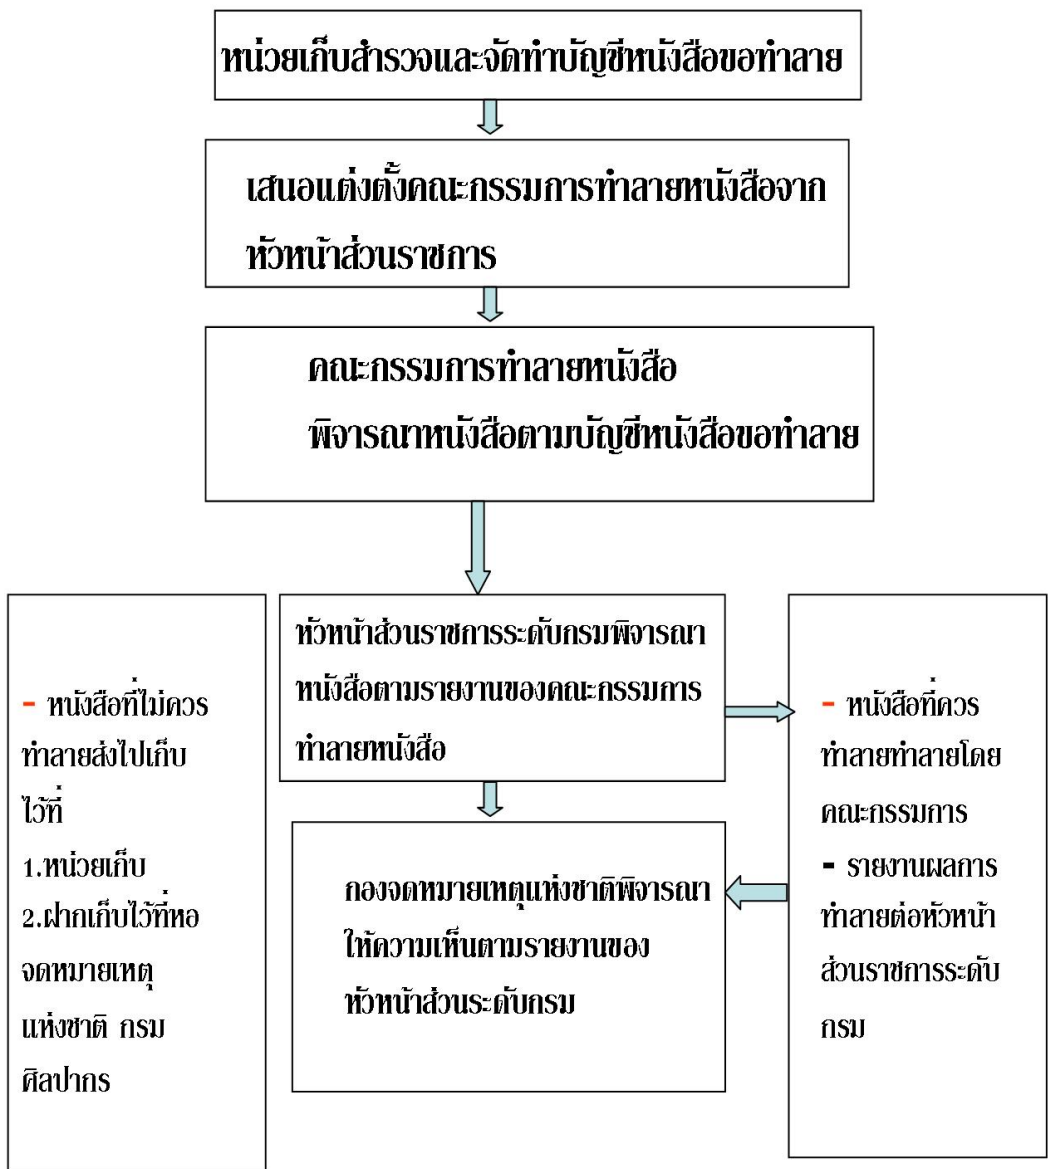 หน่วยเก็บสำรวจและจัดทำบัญชีหนังสือขอทำลาย
เสนอแต่งตั้งคณะกรรมการทำลายหนังสือจาก
หัวหน้าส่วนราชการ
คณะกรรมการทำลายหนังสือ
พิจารณาหนังสือตามบัญชีหนังสือขอทำลาย
หัวหน้าส่วนราชการระดับกรมพิจารณา
หนังสือตามรายงานของคณะกรรมการ
ทำลายหนังสือ
- หนังสือที่ไม่ควร
ทำลายส่งไปเก็บ
ไว้ที่
1.หน่วยเก็บ
2.ฝากเก็บไว้ที่หอ
จดหมายเหตุ
แห่งชาติ กรม
ศิลปากร
- หนังสือที่ควร
ทำลายทำลายโดย
คณะกรรมการ
- รายงานผลการ
ทำลายต่อหัวหน้า
ส่วนราชการระดับ
กรม
กองจดหมายเหตุแห่งชาติพิจารณา
ให้ความเห็นตามรายงานของ
หัวหน้าส่วนระดับกรม